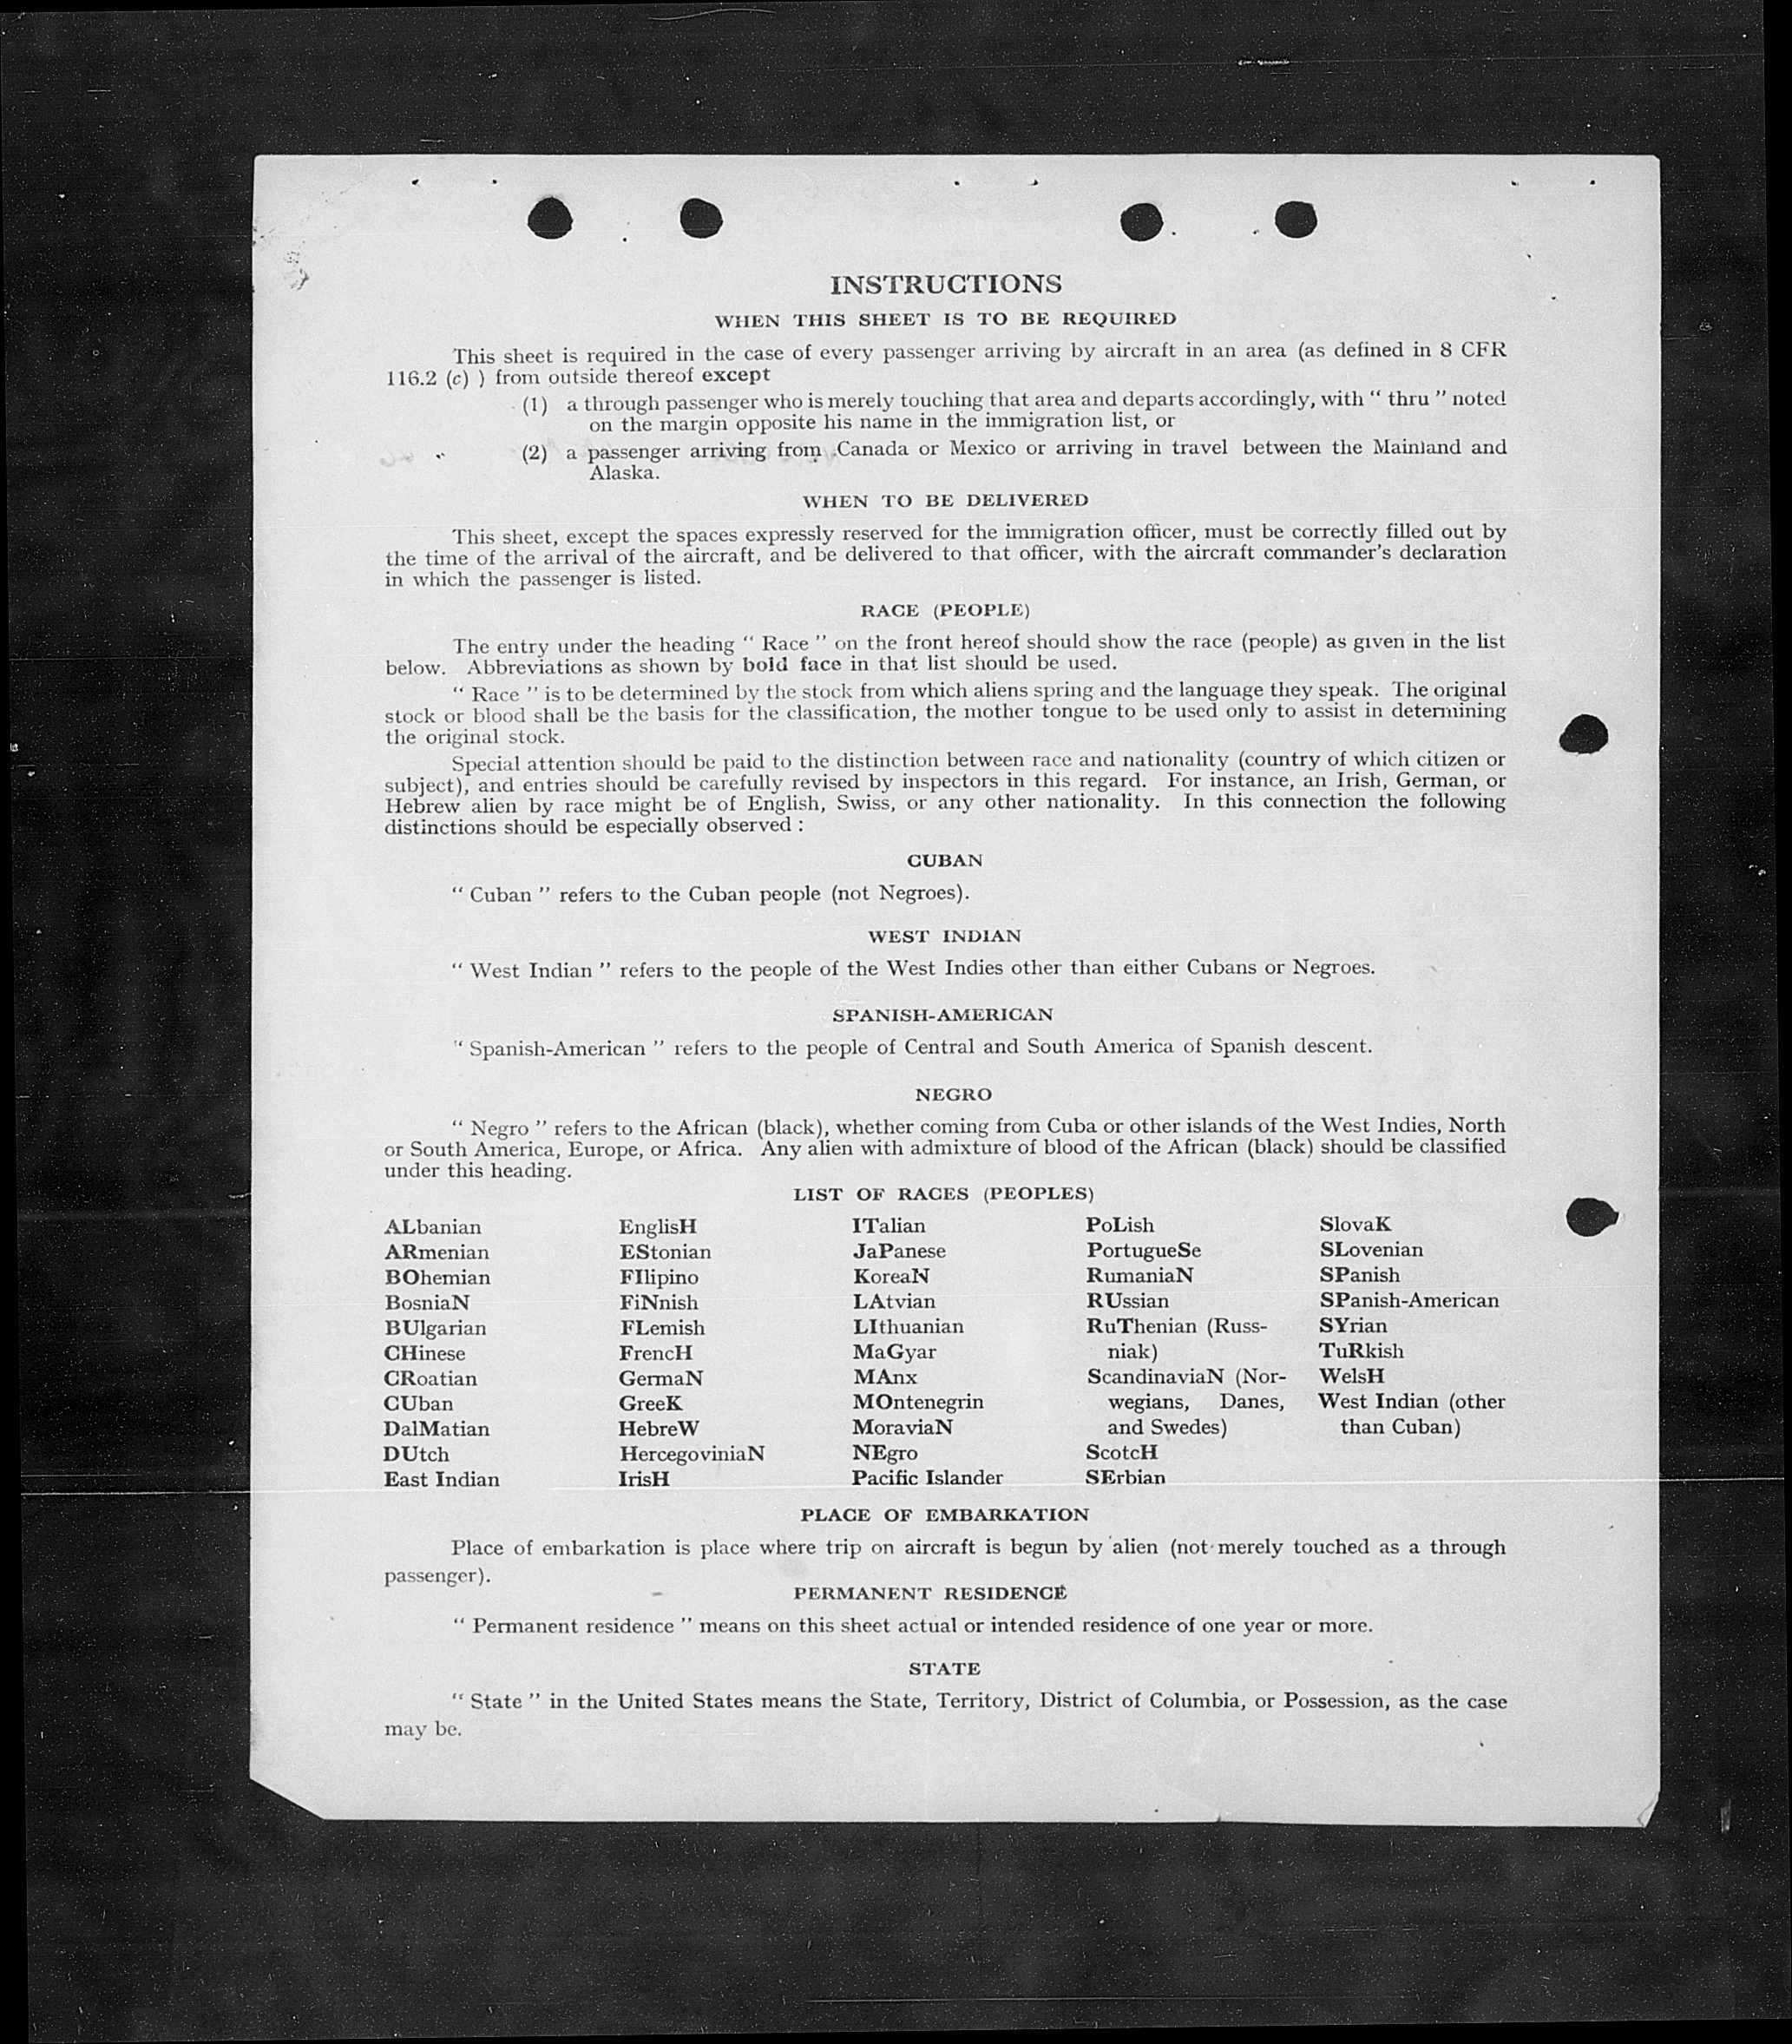 INSTRUCTIONS
WHEN THIS SHEET IS TO BE REQUIRED
This sheet is required in the case of every passenger arriving by aircraft in an area (as defined in 8 CFR
116.2 (c) ) from outside thereof except
(1) a through passenger who is merely touching that area and departs accordingly, with “ thru ” noted
on the margin opposite his name in the immigration list, or
(2) a passenger arriving from Canada or Mexico or arriving in travel between the Mainland and
Alaska.
WHEN TO BE DELIVERED
This sheet, except the spaces expressly reserved for the immigration officer, must be correctly filled out by
the time of the arrival of the aircraft, and be delivered to that officer, with the aircraft commander’s declaration
in which the passenger is listed.
RACE (PEOPLE)
The entry under the heading “ Race ” on the front hereof should show the race (people) as given in the list
below. Abbreviations as shown by bold face in that list should be used.
“ Race ” is to be determined by the stock from which aliens spring and the language they speak. The original
stock or blood shall be the basis for the classification, the mother tongue to be used only to assist in determining
the original stock.
Special attention should be paid to the distinction between race and nationality (country of which citizen or
subject), and entries should be carefully revised by inspectors in this regard. For instance, an Irish, German, or
Hebrew alien by race might be of English, Swiss, or any other nationality. In this connection the following
distinctions should be especially observed :
CUBAN
“ Cuban ” refers to the Cuban people (not Negroes).
WEST INDIAN
“ West Indian ” refers to the people of the West Indies other than either Cubans or Negroes.
SPANISH-AMERICAN
“ Spanish-American ” refers to the people of Central and South America of Spanish descent.
NEGRO
“ Negro ” refers to the African (black), whether coming from Cuba or other islands of the West Indies, North
or South America, Europe, or Africa. Any alien with admixture of blood of the African (black) should be classified
under this heading.
LIST OF RACES (PEOPLES)
ALbanian
ARmenian
BOhemian
BosniaN
BUlgarian
CHinese
CRoatian
CUban
DalMatian
DUtch
East Indian
EnglisH
EStonian
FIlipino
FiNnish
FLemish
FrencH
GermaN
GreeK
HebreW
HercegoviniaN
IrisH
ITalian
JaPanese
KoreaN
LAtvian
LIthuanian
MaGyar
MAnx
MOntenegrin
MoraviaN
NEgro
Pacific Islander
PoLish
PortugueSe
RumaniaN
RUssian
RuThenian (Russ-
niak)
ScandinaviaN (Nor-
wegians, Danes,
and Swedes)
ScotcH
SErbian
SlovaK
SLovenian
SPanish
SPanish-American
SYrian
TuRkish
WelsH
West Indian (other
than Cuban)
PLACE OF EMBARKATION
Place of embarkation is place where trip on aircraft is begun by alien (not merely touched as a through
passenger).
PERMANENT RESIDENCE
“ Permanent residence ” means on this sheet actual or intended residence of one year or more.
STATE
“ State ” in the United States means the State, Territory, District of Columbia, or Possession, as the case
may be.